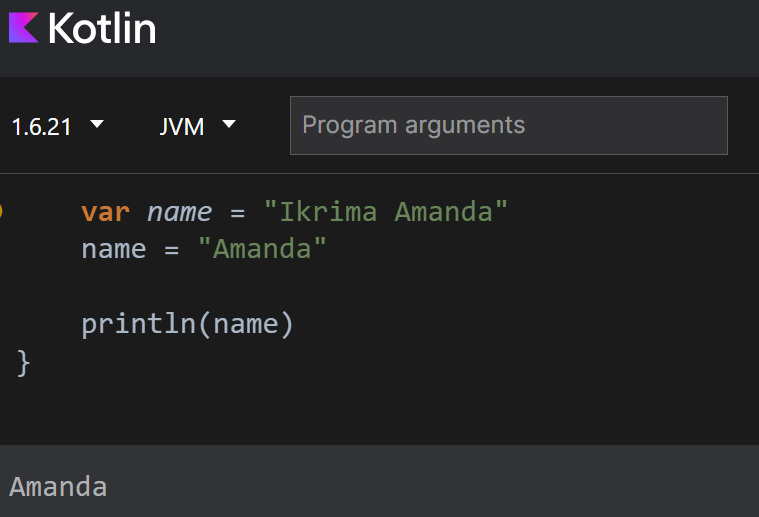 Kotlin
1.6.21 JVM Program arguments
var name = "Ikrima Amanda"
name = "Amanda"
println(name)
}
Amanda